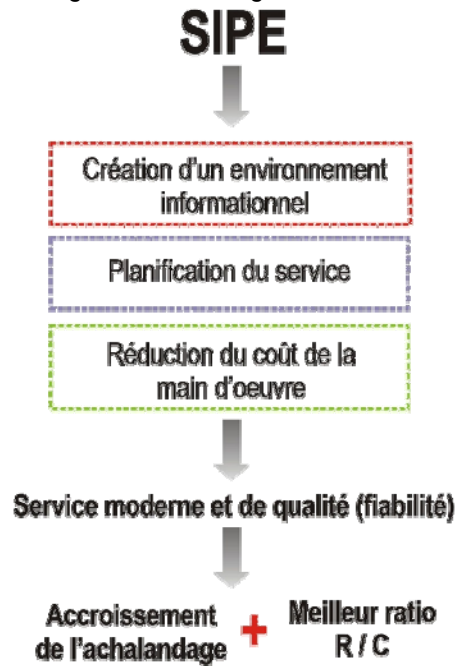 SIPE
Création d'un environnement
informationnel
Planification du service
Réduction du coût de la
main d'oeuvre
Service moderne et de qualité (fiabilité)
Accroissement
de l'achalandage
+
Meilleur ratio
R / C